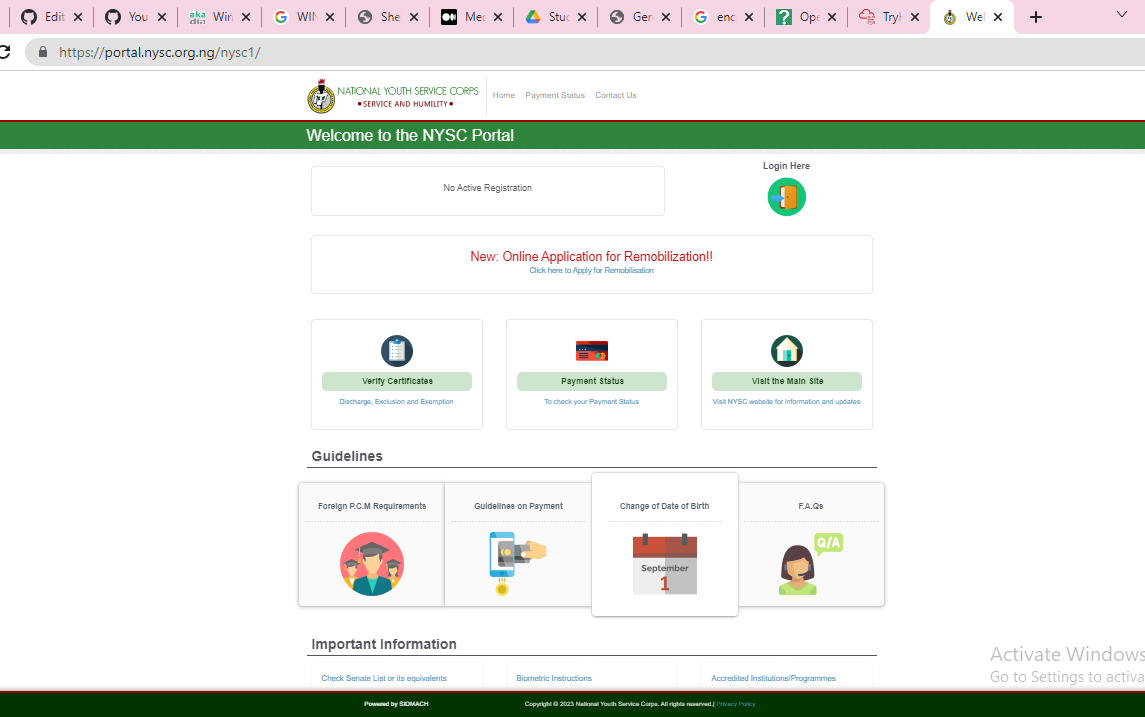 Edit
You
aka
dia
Win
WIN
She
Med
Stud
Gen
enc
Ope
TryH
Wel
https://portal.nysc.org.ng/nysc1/
NATIONAL YOUTH SERVICE CORPS
•SERVICE AND HUMILITY•
Home Payment Status Contact Us
Welcome to the NYSC Portal
No Active Registration
Login Here
New: Online Application for Remobilization!!
Click here to Apply for Remobilisation
Verify Certificates
Discharge, Exclusion and Exemption
Payment Status
To check your Payment Status
Visit the Main Site
Visit NYSC website for information and updates
Guidelines
Foreign P.C.M Requirements
Guidelines on Payment
Change of Date of Birth
September
1
F.A.Qs
Q/A
Important Information
Check Senate List or its equivalents
Biometric Instructions
Accredited Institutions/Programmes
Activate Windows
Go to Settings to activa
Powered by SIDMACH
Copyright © 2023 National Youth Service Corps. All rights reserved.| Privacy Policy